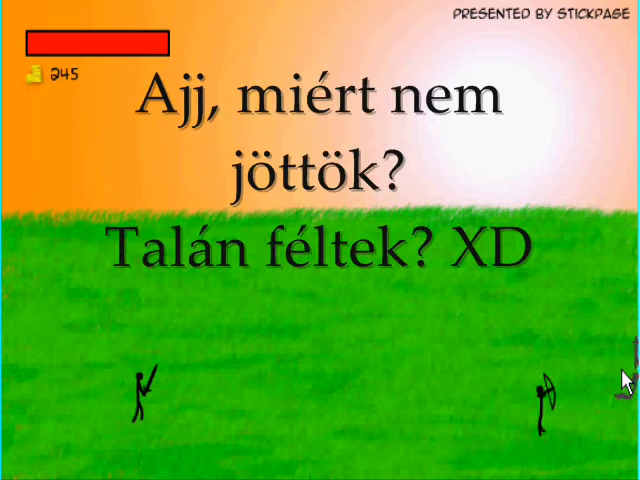 PRESENTED BY STICKPAGE
245
Ajj, miért nem
jöttök?
Talán féltek? XD